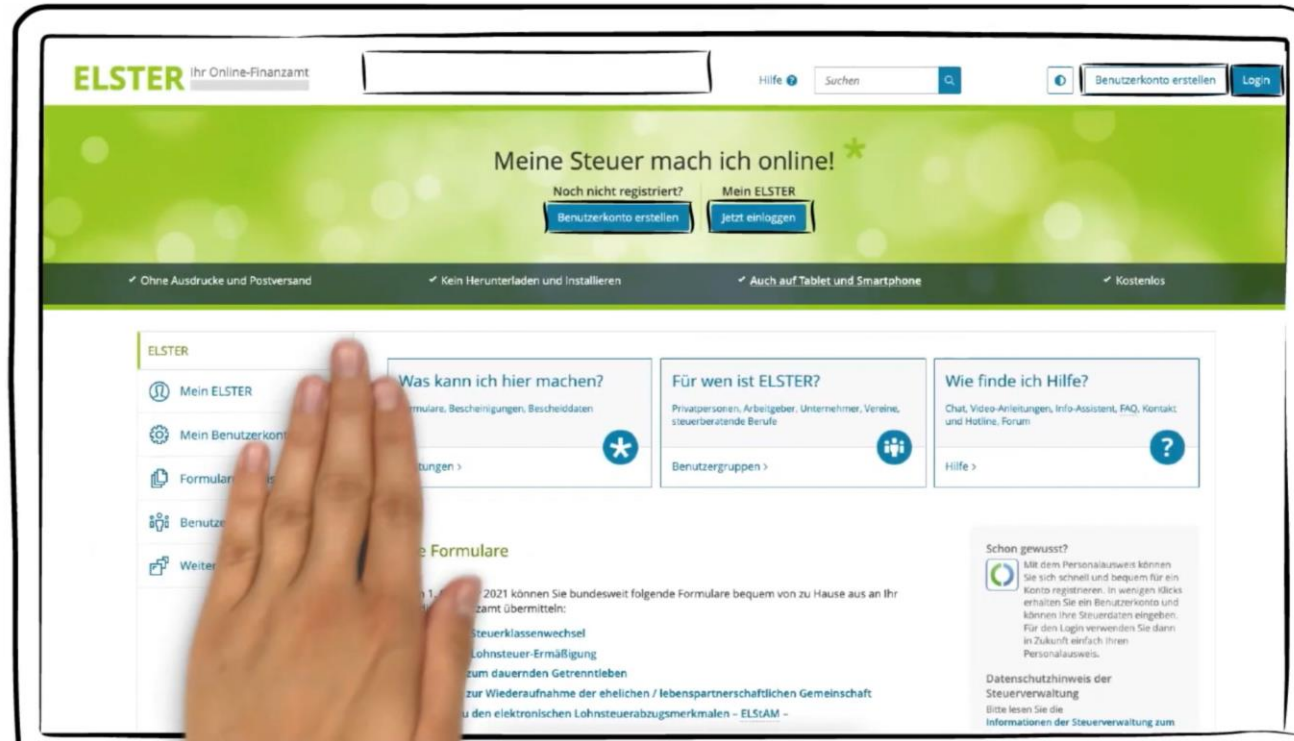 ELSTER Ihr Online-Finanzamt
Hilfe ?
Suchen
Benutzerkonto erstellen
Login
Meine Steuer mach ich online! *
Noch nicht registriert?
Benutzerkonto erstellen
Mein ELSTER
Jetzt einloggen
✓ Ohne Ausdrucke und Postversand
✓ Kein Herunterladen und Installieren
✓ Auch auf Tablet und Smartphone
✓ Kostenlos
ELSTER
Mein ELSTER
Mein
Was kann ich hier machen?
Bescheinigungen, Bescheiddaten
Für wen ist ELSTER?
Privatpersonen, Arbeitgeber, Unternehmer, Vereine,
steuerberatende Berufe
Benutzergruppen >
Wie finde ich Hilfe?
Chat, Video-Anleitungen, Info-Assistent, FAQ, Kontakt
und Hotline, Forum
?
Hilfe >
Formulare
2021 können Sie bundesweit folgende Formulare bequem von zu Hause aus an Ihr
übermitteln:
Steuerklassenwechsel
Lohnsteuer-Ermäßigung
zum dauernden Getrenntleben
zur Wiederaufnahme der ehelichen / lebenspartnerschaftlichen Gemeinschaft
den elektronischen Lohnsteuerabzugsmerkmalen – ELStAM –
Schon gewusst?
Mit dem Personalausweis können
Sie sich schnell und bequem für ein
Konto registrieren. In wenigen Klicks
erhalten Sie ein Benutzerkonto und
können Ihre Steuerdaten eingeben.
Für den Login verwenden Sie dann
in Zukunft einfach Ihren
Personalausweis.
Datenschutzhinweis der
Steuerverwaltung
Bitte lesen Sie die
Informationen der Steuerverwaltung zum